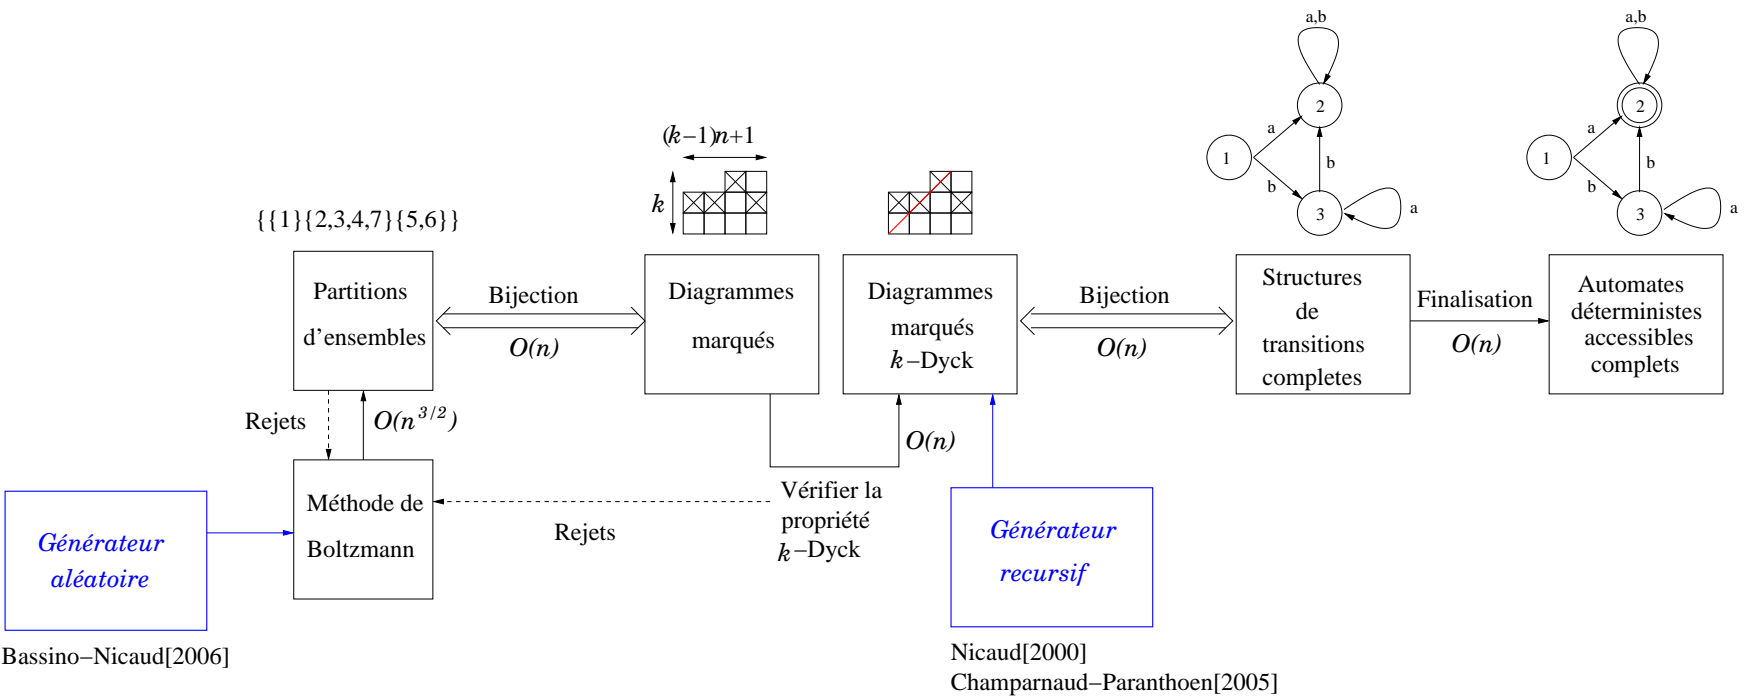 a,b
a,b
2
2
(k−1)n+1
a
a
1
1
b
b
k
b
b
{{1}{2,3,4,7}{5,6}}
3
a
3
a
Partitions
d'ensembles
Bijection
O(n)
Diagrammes
marqués
Diagrammes
marqués
k−Dyck
Bijection
O(n)
Structures
de
transitions
completes
Finalisation
O(n)
Automates
déterministes
accessibles
complets
Rejets
O(n 3/2)
O(n)
Méthode de
Boltzmann
Rejets
Vérifier la
propriété
k−Dyck
Générateur
aléatoire
Générateur
recursif
Bassino−Nicaud[2006]
Nicaud[2000]
Champarnaud−Paranthoen[2005]